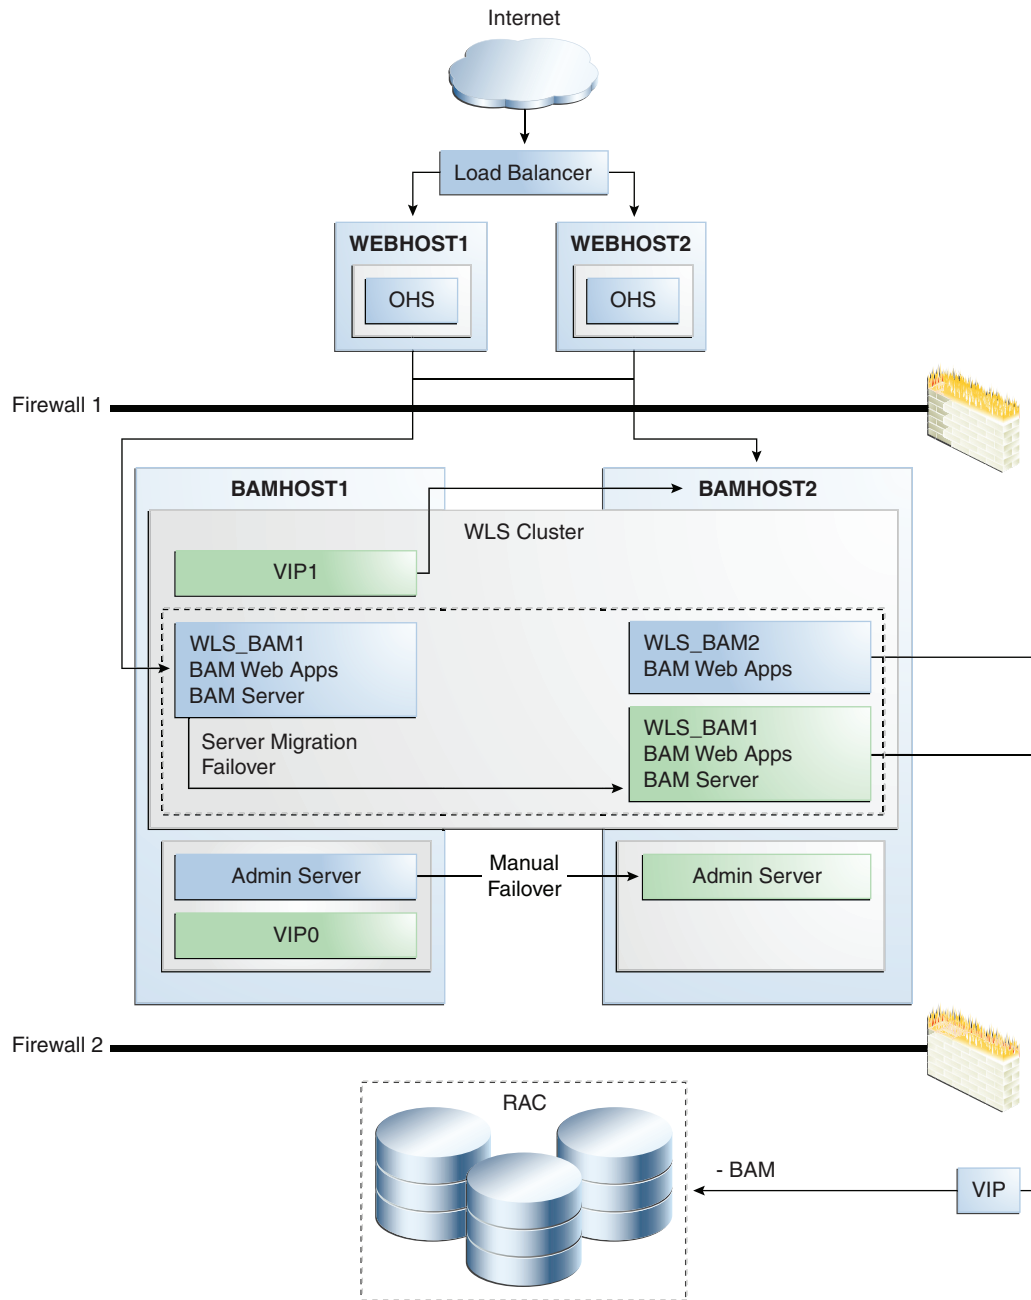 Internet
Load Balancer
WEBHOST1
WEBHOST2
OHS
OHS
Firewall 1
BAMHOST1
BAMHOST2
WLS Cluster
VIP1
WLS_BAM1
BAM Web Apps
BAM Server
WLS_BAM2
BAM Web Apps
Server Migration
Failover
WLS_BAM1
BAM Web Apps
BAM Server
Admin Server
Manual
Failover
Admin Server
VIP0
Firewall 2
RAC
- BAM
VIP